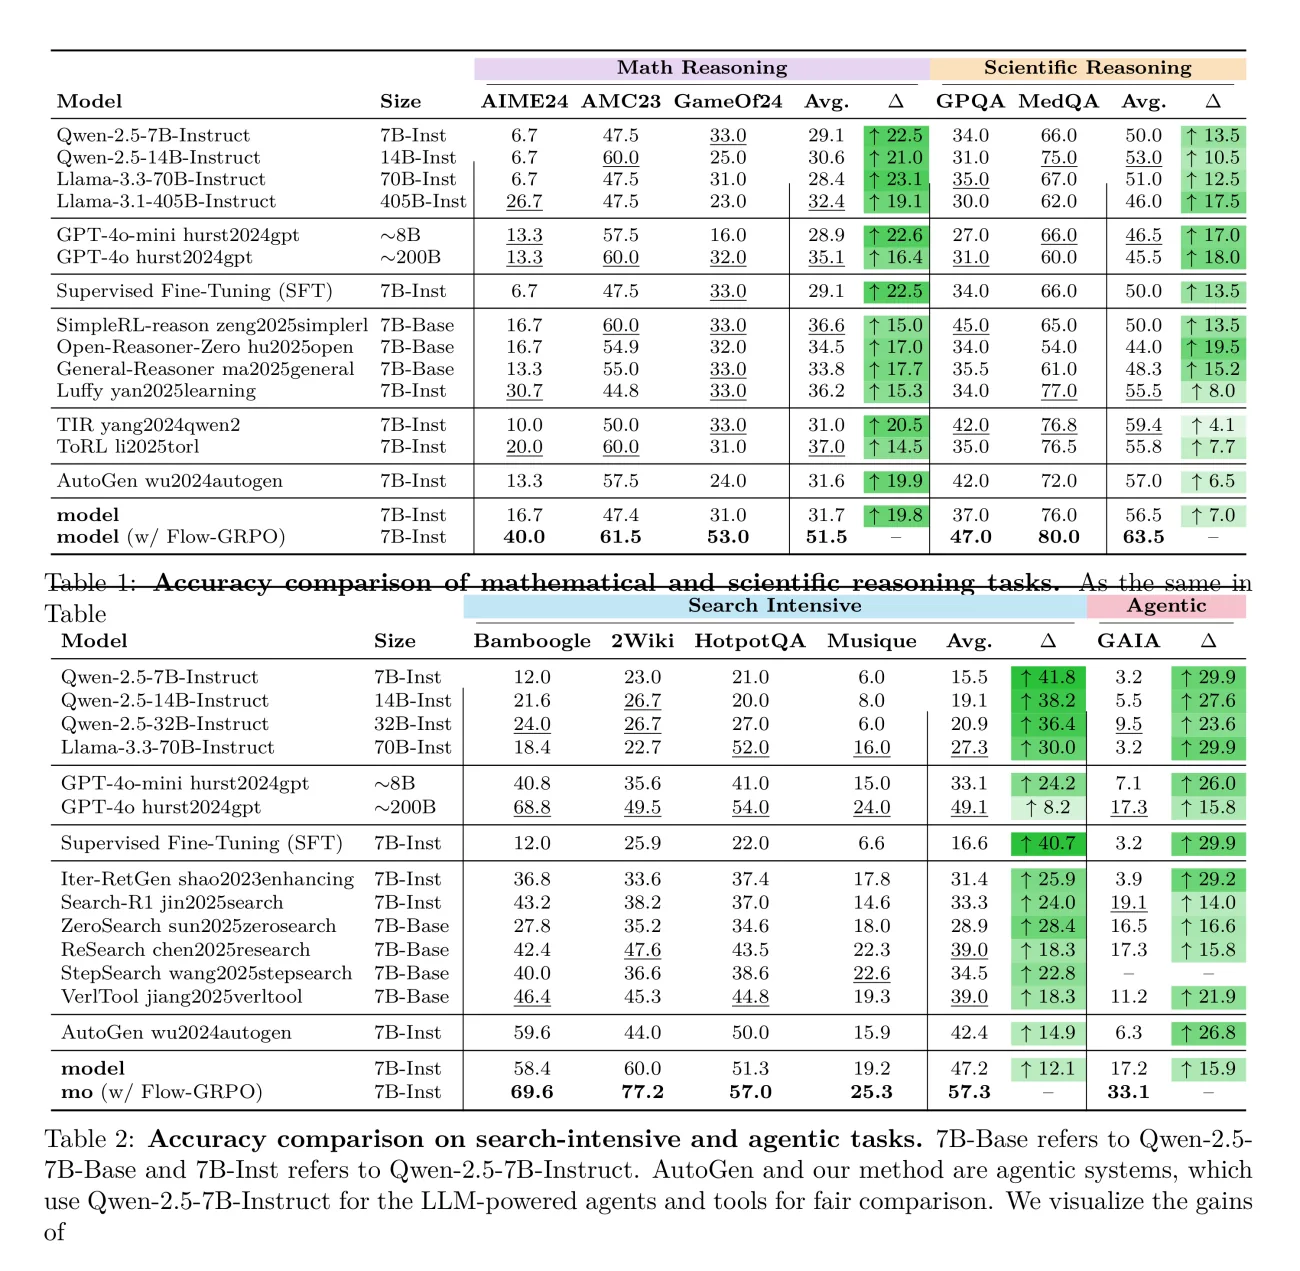 Math Reasoning Scientific Reasoning
Model Size AIME24 AMC23 GameOf24 Avg. Δ GPQA MedQA Avg. Δ
Qwen-2.5-7B-Instruct 7B-Inst 6.7 47.5 33.0 29.1 ↑ 22.5 34.0 66.0 50.0 ↑ 13.5
Qwen-2.5-14B-Instruct 14B-Inst 6.7 60.0 25.0 30.6 ↑ 21.0 31.0 75.0 53.0 ↑ 10.5
Llama-3.3-70B-Instruct 70B-Inst 6.7 47.5 31.0 28.4 ↑ 23.1 35.0 67.0 51.0 ↑ 12.5
Llama-3.1-405B-Instruct 405B-Inst 26.7 47.5 23.0 32.4 ↑ 19.1 30.0 62.0 46.0 ↑ 17.5
GPT-4o-mini hurst2024gpt ∼8B 13.3 57.5 16.0 28.9 ↑ 22.6 27.0 66.0 46.5 ↑ 17.0
GPT-4o hurst2024gpt ∼200B 13.3 60.0 32.0 35.1 ↑ 16.4 31.0 60.0 45.5 ↑ 18.0
Supervised Fine-Tuning (SFT) 7B-Inst 6.7 47.5 33.0 29.1 ↑ 22.5 34.0 66.0 50.0 ↑ 13.5
SimpleRL-reason zeng2025simplerl 7B-Base 16.7 60.0 33.0 36.6 ↑ 15.0 45.0 65.0 50.0 ↑ 13.5
Open-Reasoner-Zero hu2025open 7B-Base 16.7 54.9 32.0 34.5 ↑ 17.0 34.0 54.0 44.0 ↑ 19.5
General-Reasoner ma2025general 7B-Base 13.3 55.0 33.0 33.8 ↑ 17.7 35.5 61.0 48.3 ↑ 15.2
Luffy yan2025learning 7B-Inst 30.7 44.8 33.0 36.2 ↑ 15.3 34.0 77.0 55.5 ↑ 8.0
TIR yang2024qwen2 7B-Inst 10.0 50.0 33.0 31.0 ↑ 20.5 42.0 76.8 59.4 ↑ 4.1
ToRL li2025torl 7B-Inst 20.0 60.0 31.0 37.0 ↑ 14.5 35.0 76.5 55.8 ↑ 7.7
AutoGen wu2024autogen 7B-Inst 13.3 57.5 24.0 31.6 ↑ 19.9 42.0 72.0 57.0 ↑ 6.5
model 7B-Inst 16.7 47.4 31.0 31.7 ↑ 19.8 37.0 76.0 56.5 ↑ 7.0
model (w/ Flow-GRPO) 7B-Inst 40.0 61.5 53.0 51.5 – 47.0 80.0 63.5 –
Table 1: Accuracy comparison of mathematical and scientific reasoning tasks. As the same in
Table
Search Intensive Agentic
Model Size Bamboogle 2Wiki HotpotQA Musique Avg. Δ GAIA Δ
Qwen-2.5-7B-Instruct 7B-Inst 12.0 23.0 21.0 6.0 15.5 ↑ 41.8 3.2 ↑ 29.9
Qwen-2.5-14B-Instruct 14B-Inst 21.6 26.7 20.0 8.0 19.1 ↑ 38.2 5.5 ↑ 27.6
Qwen-2.5-32B-Instruct 32B-Inst 24.0 26.7 27.0 6.0 20.9 ↑ 36.4 9.5 ↑ 23.6
Llama-3.3-70B-Instruct 70B-Inst 18.4 22.7 52.0 16.0 27.3 ↑ 30.0 3.2 ↑ 29.9
GPT-4o-mini hurst2024gpt ∼8B 40.8 35.6 41.0 15.0 33.1 ↑ 24.2 7.1 ↑ 26.0
GPT-4o hurst2024gpt ∼200B 68.8 49.5 54.0 24.0 49.1 ↑ 8.2 17.3 ↑ 15.8
Supervised Fine-Tuning (SFT) 7B-Inst 12.0 25.9 22.0 6.6 16.6 ↑ 40.7 3.2 ↑ 29.9
Iter-RetGen shao2023enhancing 7B-Inst 36.8 33.6 37.4 17.8 31.4 ↑ 25.9 3.9 ↑ 29.2
Search-R1 jin2025search 7B-Inst 43.2 38.2 37.0 14.6 33.3 ↑ 24.0 19.1 ↑ 14.0
ZeroSearch sun2025zerosearch 7B-Base 27.8 35.2 34.6 18.0 28.9 ↑ 28.4 16.5 ↑ 16.6
ReSearch chen2025research 7B-Base 42.4 47.6 43.5 22.3 39.0 ↑ 18.3 17.3 ↑ 15.8
StepSearch wang2025stepsearch 7B-Base 40.0 36.6 38.6 22.6 34.5 ↑ 22.8 – –
VerlTool jiang2025verltool 7B-Base 46.4 45.3 44.8 19.3 39.0 ↑ 18.3 11.2 ↑ 21.9
AutoGen wu2024autogen 7B-Inst 59.6 44.0 50.0 15.9 42.4 ↑ 14.9 6.3 ↑ 26.8
model 7B-Inst 58.4 60.0 51.3 19.2 47.2 ↑ 12.1 17.2 ↑ 15.9
mo (w/ Flow-GRPO) 7B-Inst 69.6 77.2 57.0 25.3 57.3 – 33.1 –
Table 2: Accuracy comparison on search-intensive and agentic tasks. 7B-Base refers to Qwen-2.5-
7B-Base and 7B-Inst refers to Qwen-2.5-7B-Instruct. AutoGen and our method are agentic systems, which
use Qwen-2.5-7B-Instruct for the LLM-powered agents and tools for fair comparison. We visualize the gains
of